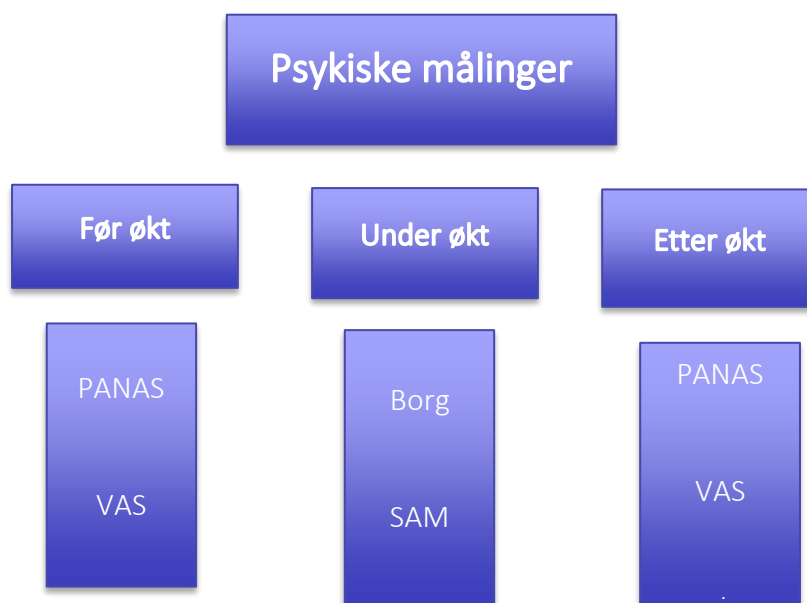 Psykiske målinger
Før økt
PANAS
VAS
Under økt
Borg
SAM
Etter økt
PANAS
VAS
.